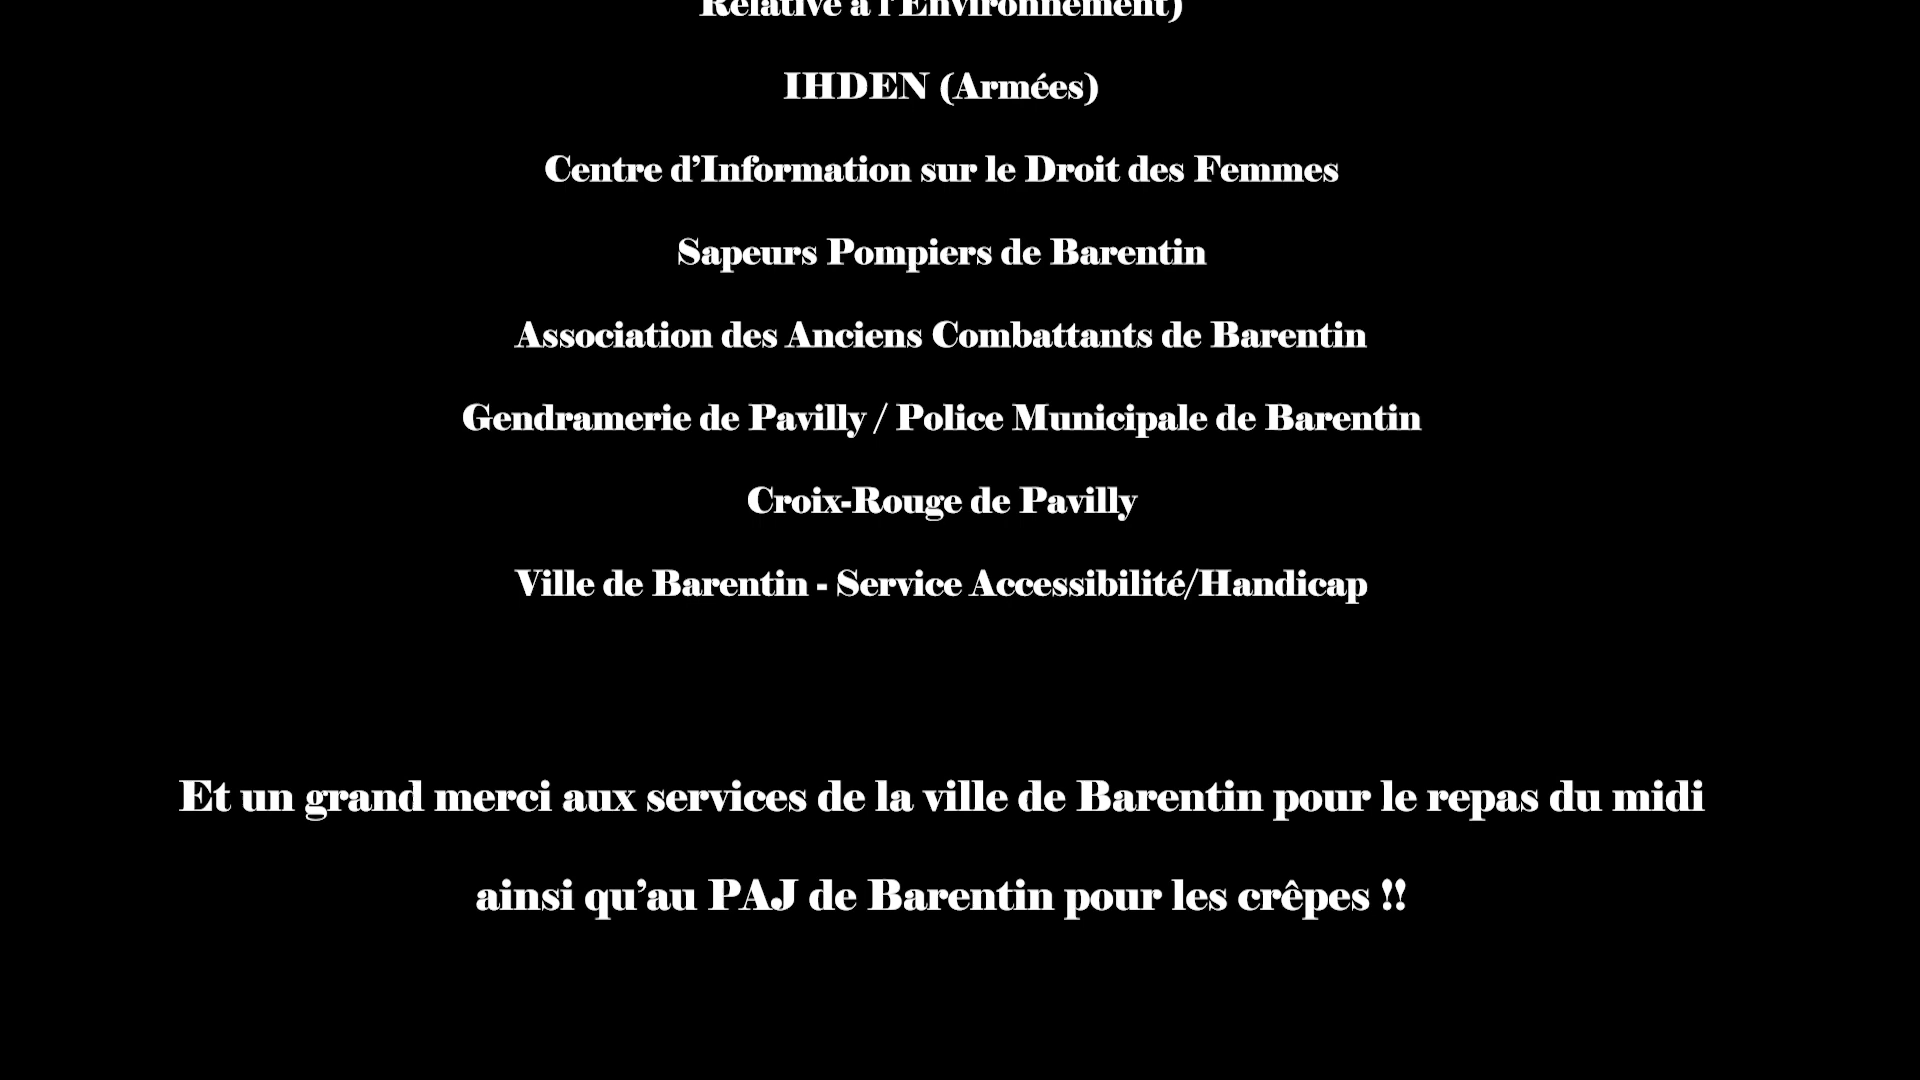 Relative à l'Environnement)
IHDEN (Armées)
Centre d’Information sur le Droit des Femmes
Sapeurs Pompiers de Barentin
Association des Anciens Combattants de Barentin
Gendramerie de Pavilly / Police Municipale de Barentin
Croix-Rouge de Pavilly
Ville de Barentin - Service Accessibilité/Handicap
Et un grand merci aux services de la ville de Barentin pour le repas du midi
ainsi qu’au PAJ de Barentin pour les crêpes !!